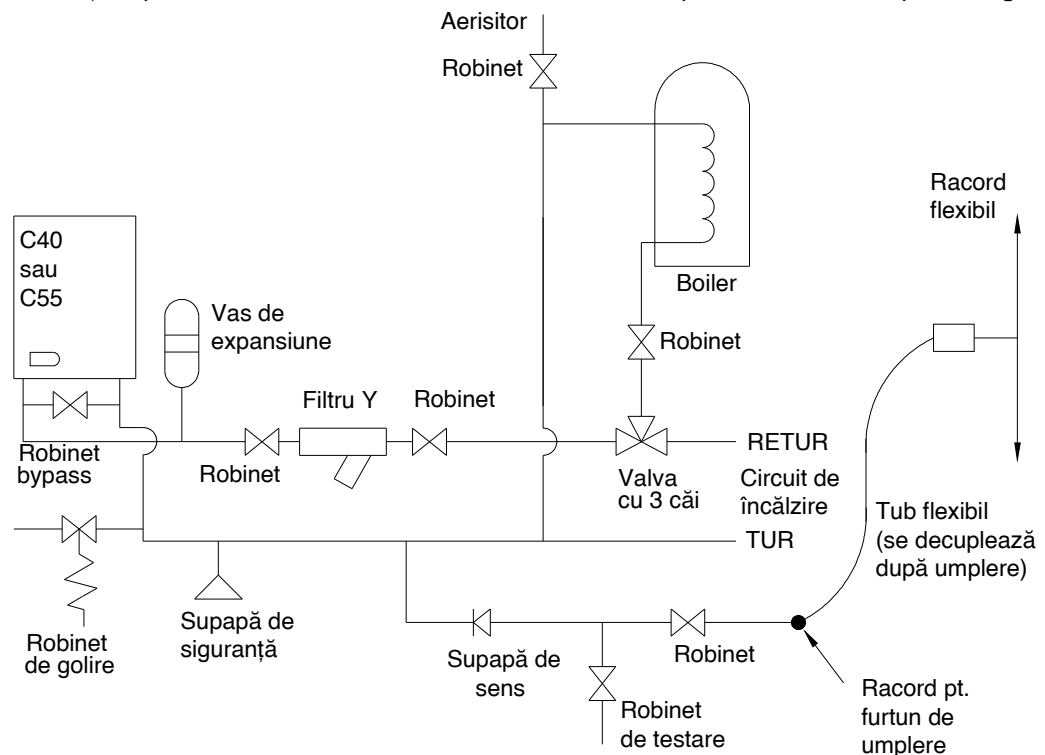 Aerisitor
Robinet
C40
sau
C55
Vas de
expansiune
Boiler
Racord
flexibil
Robinet
Filtru Y
Robinet
Robinet
bypass
Robinet
Valva
cu 3 căi
RETUR
Circuit de
încălzire
TUR
Tub flexibil
(se decuplează
după umplere)
Robinet
de golire
Supapă de
siguranță
Supapă de
sens
Robinet
Robinet
de testare
Racord pt.
furtun de
umplere